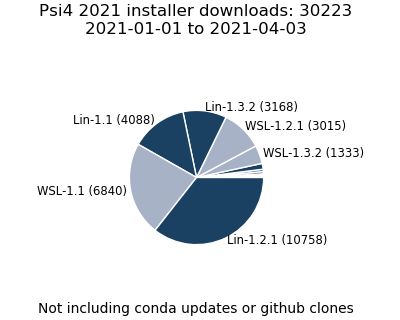 Psi4 2021 installer downloads: 30223
2021-01-01 to 2021-04-03
Lin-1.3.2 (3168)
Lin-1.1 (4088)
WSL-1.2.1 (3015)
WSL-1.3.2 (1333)
WSL-1.1 (6840)
Lin-1.2.1 (10758)
Not including conda updates or github clones